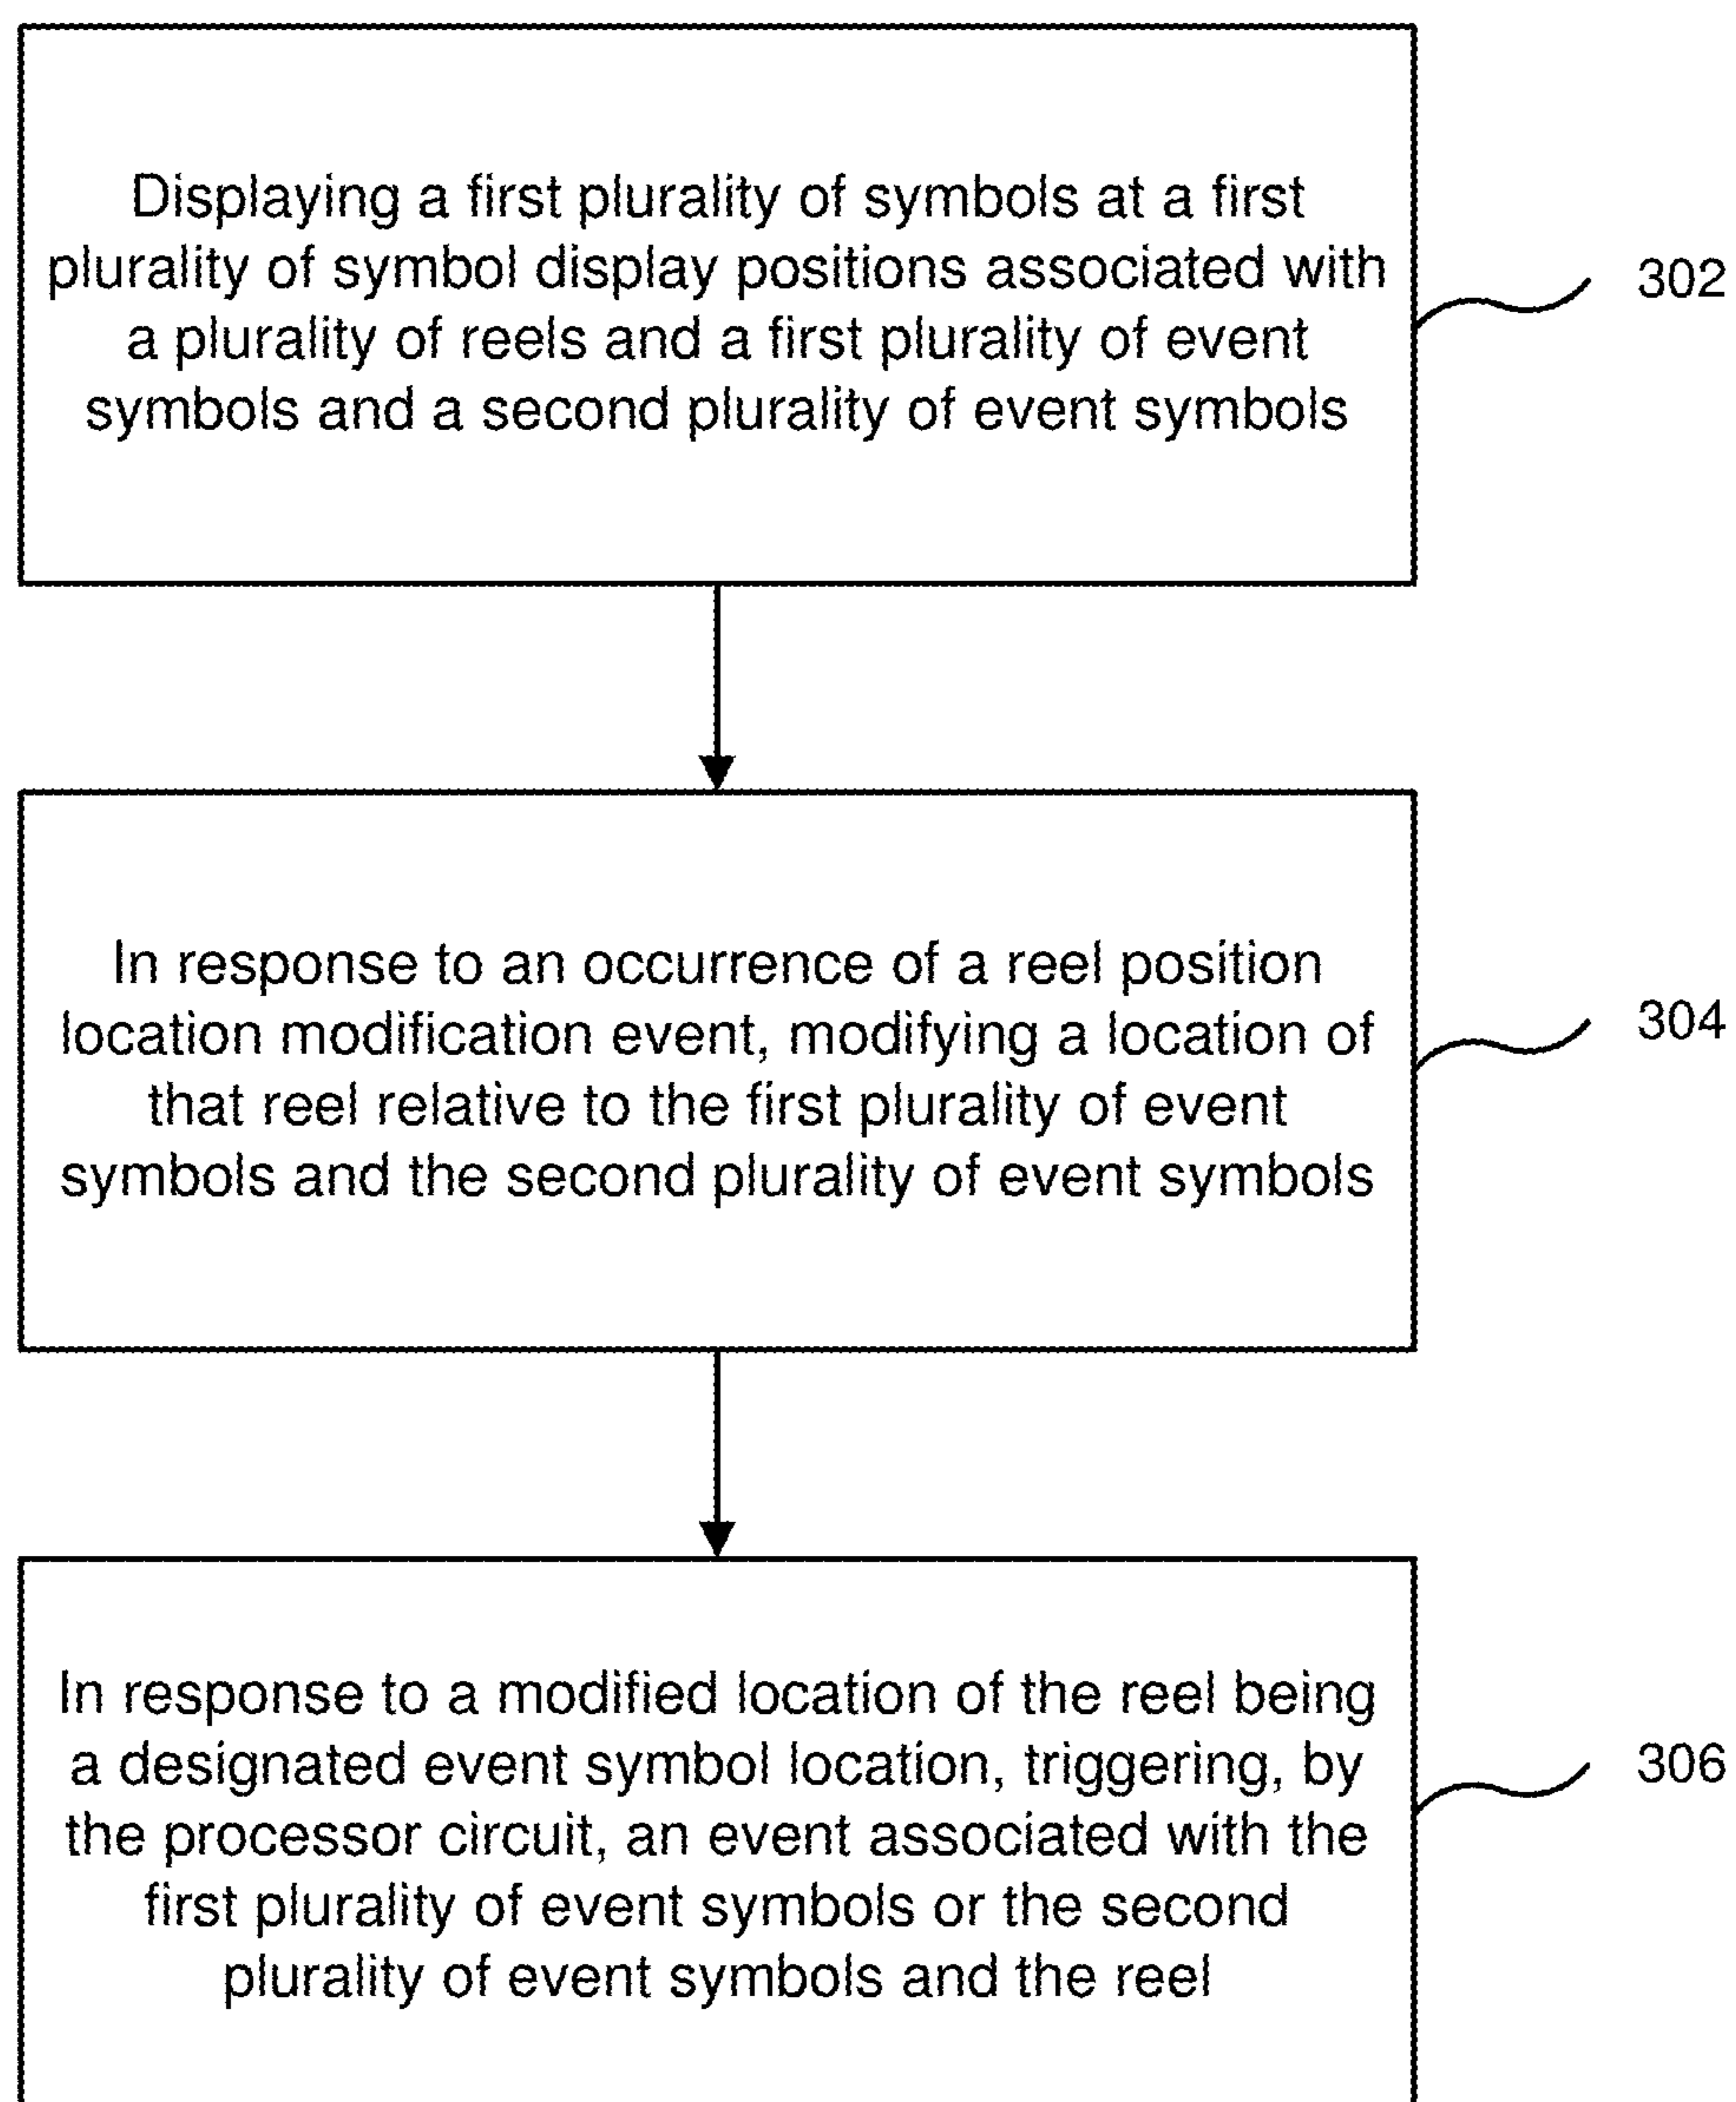 Displaying a first plurality of symbols at a first
plurality of symbol display positions associated with
a plurality of reels and a first plurality of event
symbols and a second plurality of event symbols
302
In response to an occurrence of a reel position
location modification event, modifying a location of
that reel relative to the first plurality of event
symbols and the second plurality of event symbols
304
In response to a modified location of the reel being
a designated event symbol location, triggering, by
the processor circuit, an event associated with the
first plurality of event symbols or the second
plurality of event symbols and the reel
306